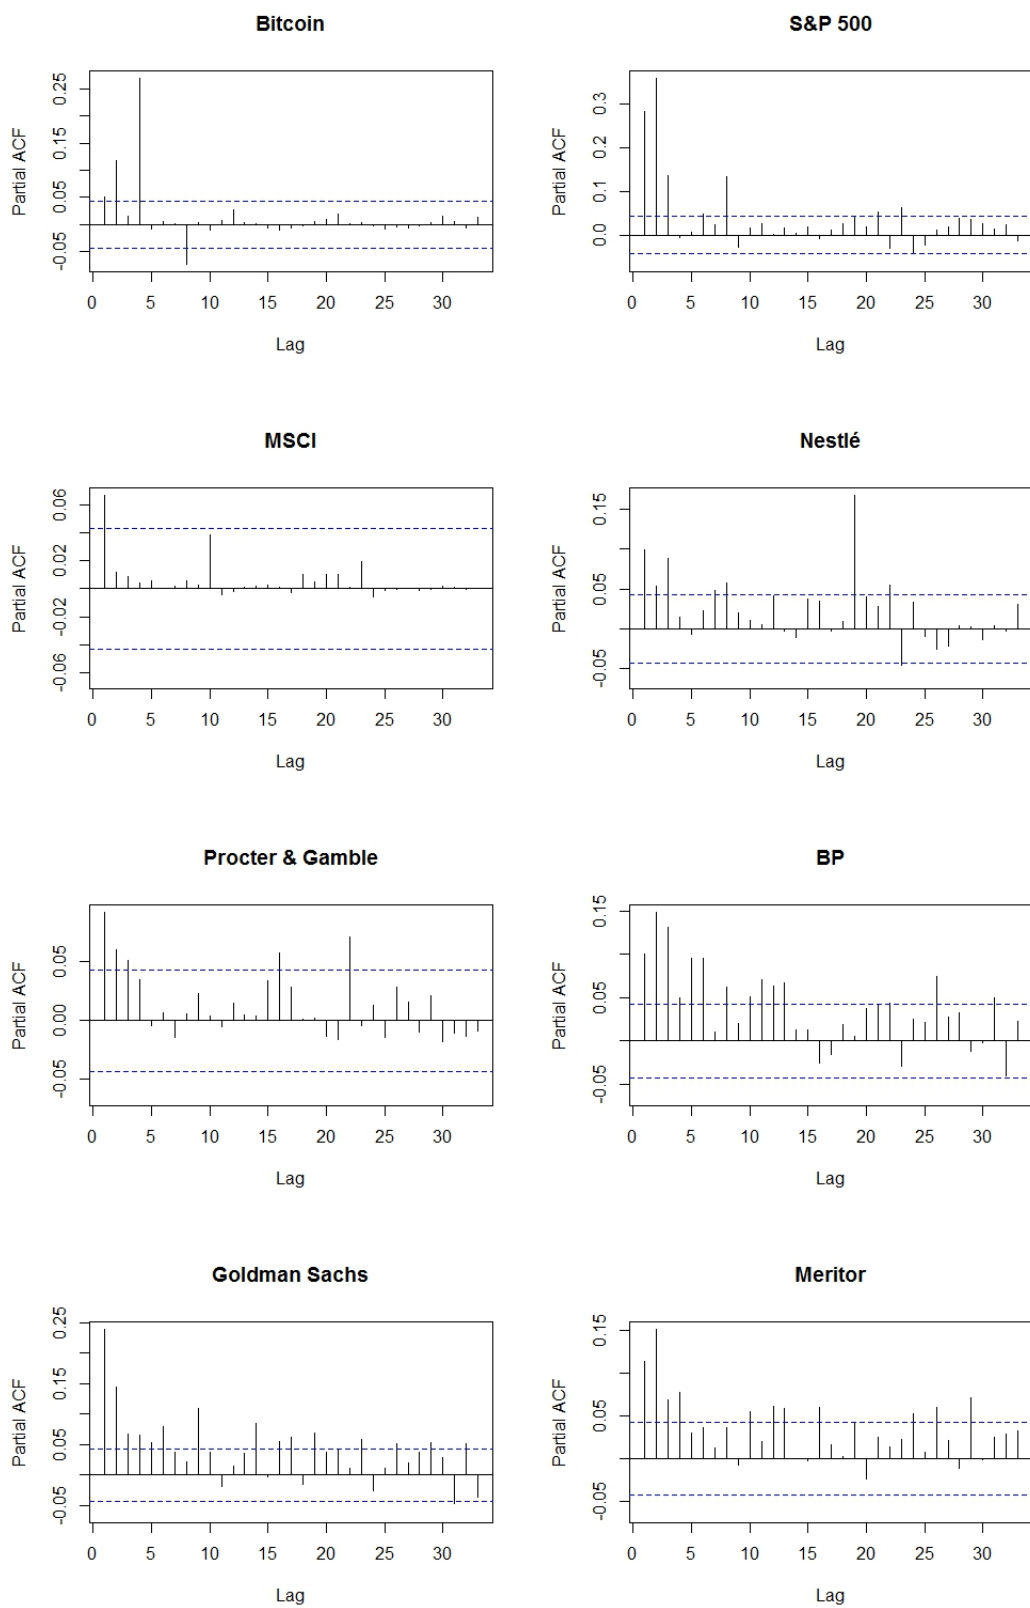 Bitcoin
Partial ACF
0.25
0.15
0.05
-0.05
0 5 10 15 20 25 30
Lag
S&P 500
Partial ACF
0.3
0.2
0.1
0.0
0 5 10 15 20 25 30
Lag
MSCI
Partial ACF
0.06
0.02
-0.02
-0.06
0 5 10 15 20 25 30
Lag
Nestlé
Partial ACF
0.15
0.05
-0.05
0 5 10 15 20 25 30
Lag
Procter & Gamble
Partial ACF
0.05
0.00
-0.05
0 5 10 15 20 25 30
Lag
BP
Partial ACF
0.15
0.05
-0.05
0 5 10 15 20 25 30
Lag
Goldman Sachs
Partial ACF
0.25
0.15
0.05
-0.05
0 5 10 15 20 25 30
Lag
Meritor
Partial ACF
0.15
0.05
-0.05
0 5 10 15 20 25 30
Lag